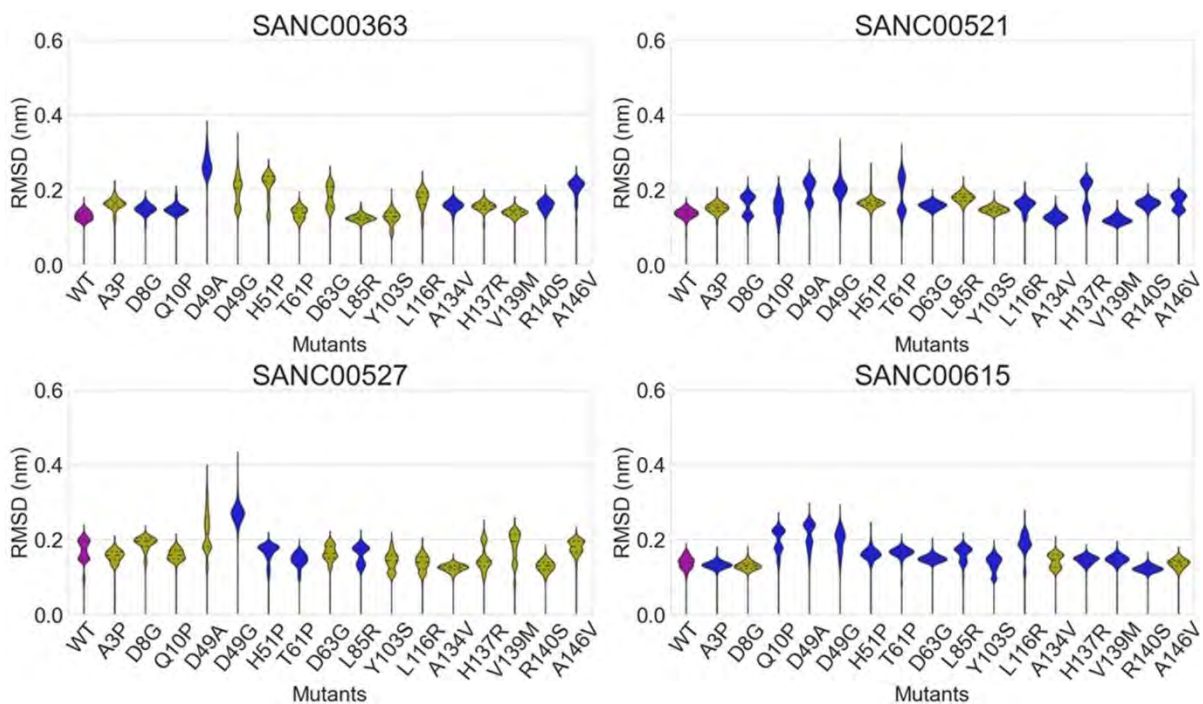 SANC00363
0.6
0.4
0.2
0.0
RMSD (nm)
WT
A3P
D8G
Q10P
D49A
D49G
H51P
T61P
D63G
L85R
Y103S
L116R
A134V
H137R
V139M
R140S
A146V
Mutants
SANC00521
0.6
0.4
0.2
0.0
RMSD (nm)
WT
A3P
D8G
Q10P
D49A
D49G
H51P
T61P
D63G
L85R
Y103S
L116R
A134V
H137R
V139M
R140S
A146V
Mutants
SANC00527
0.6
0.4
0.2
0.0
RMSD (nm)
WT
A3P
D8G
Q10P
D49A
D49G
H51P
T61P
D63G
L85R
Y103S
L116R
A134V
H137R
V139M
R140S
A146V
Mutants
SANC00615
0.6
0.4
0.2
0.0
RMSD (nm)
WT
A3P
D8G
Q10P
D49A
D49G
H51P
T61P
D63G
L85R
Y103S
L116R
A134V
H137R
V139M
R140S
A146V
Mutants